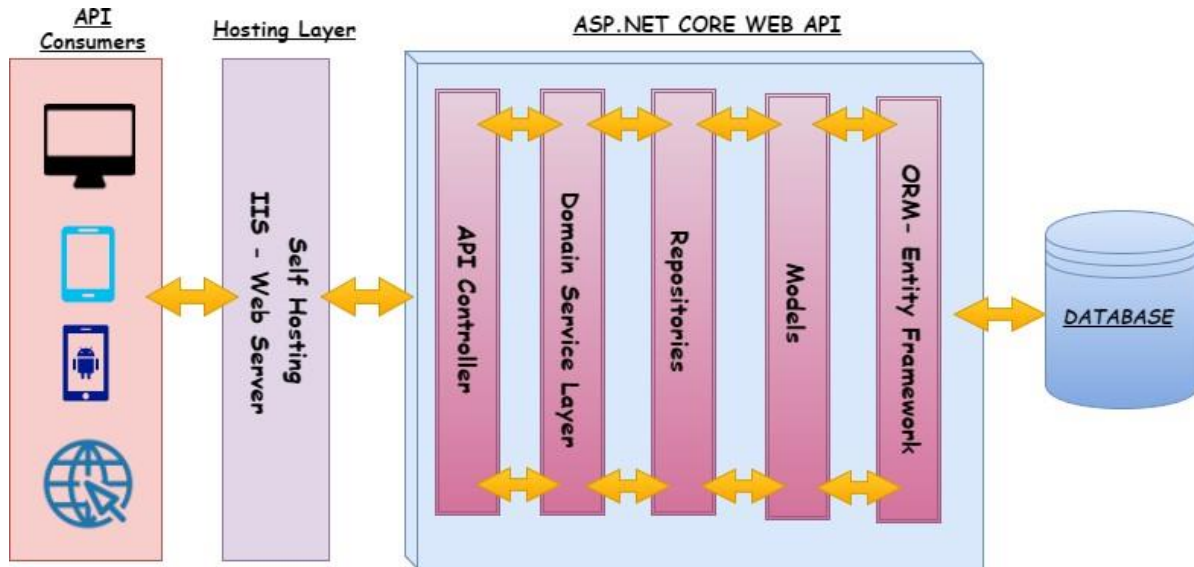 API
Consumers
Hosting Layer
ASP.NET CORE WEB API
Self Hosting
IIS - Web Server
API Controller
Domain Service Layer
Repositories
Models
ORM- Entity Framework
DATABASE